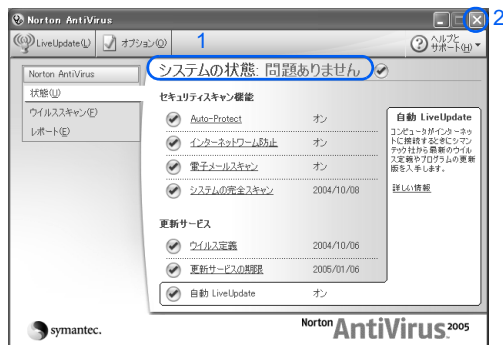 Norton AntiVirus
2
LiveUpdate(L) オプション(O) 1 ヘルプとサポート(H)
Norton AntiVirus
状態(U)
ウイルススキャン(E)
レポート(E)
システムの状態: 問題ありません
セキュリティスキャン機能
Auto-Protect オン
インターネットワーム防止 オン
電子メールスキャン オン
システムの完全スキャン 2004/10/08
更新サービス
ウイルス定義 2004/10/06
更新サービスの期限 2005/01/06
自動 LiveUpdate オン
自動 LiveUpdate
コンピュータがインターネッ
トに接続するときにシマン
テック社から最新のウイル
ス定義やプログラムの更新
版を入手します。
詳しい情報
symantec.
Norton AntiVirus 2005